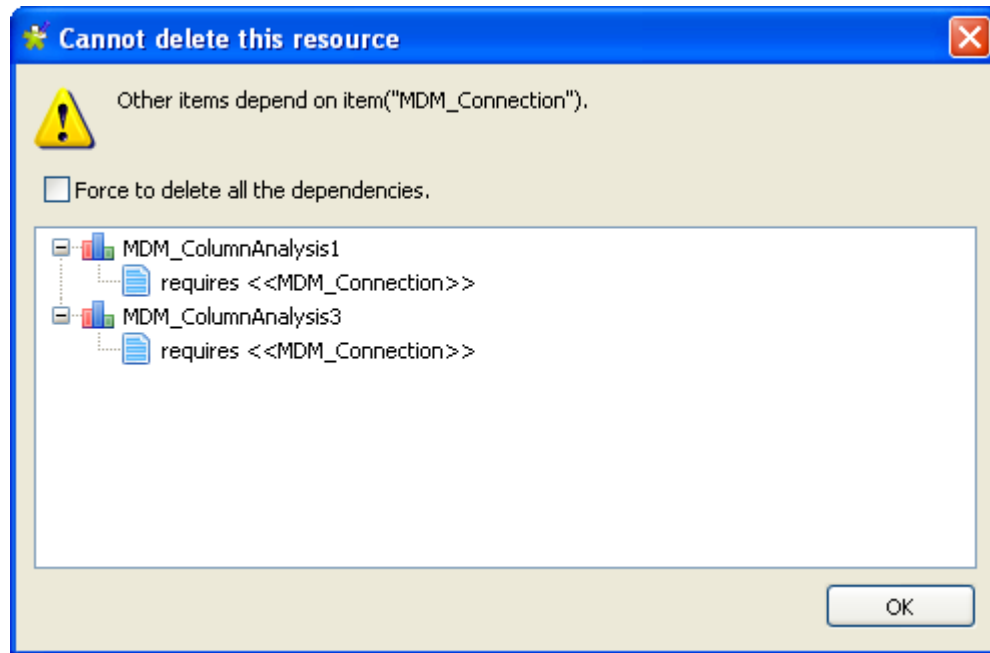 Cannot delete this resource
Other items depend on item("MDM_Connection").
Force to delete all the dependencies.
MDM_ColumnAnalysis1
requires <<MDM_Connection>>
MDM_ColumnAnalysis3
requires <<MDM_Connection>>
OK